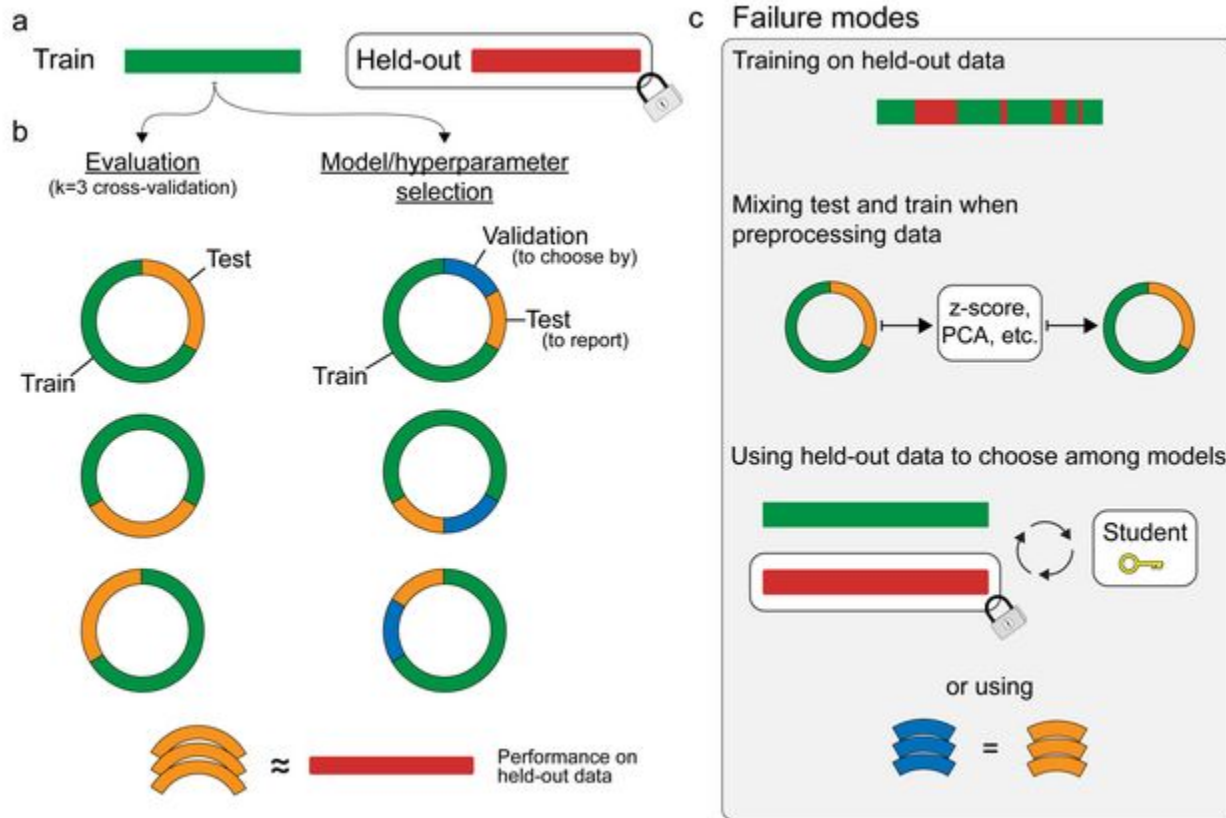 a
Train
Held-out
b
Evaluation
(k=3 cross-validation)
Model/hyperparameter
selection
Test
Train
Validation
(to choose by)
Test
(to report)
Train
≈
Performance on
held-out data
c Failure modes
Training on held-out data
Mixing test and train when
preprocessing data
z-score,
PCA, etc.
Using held-out data to choose among models
Student
or using
=